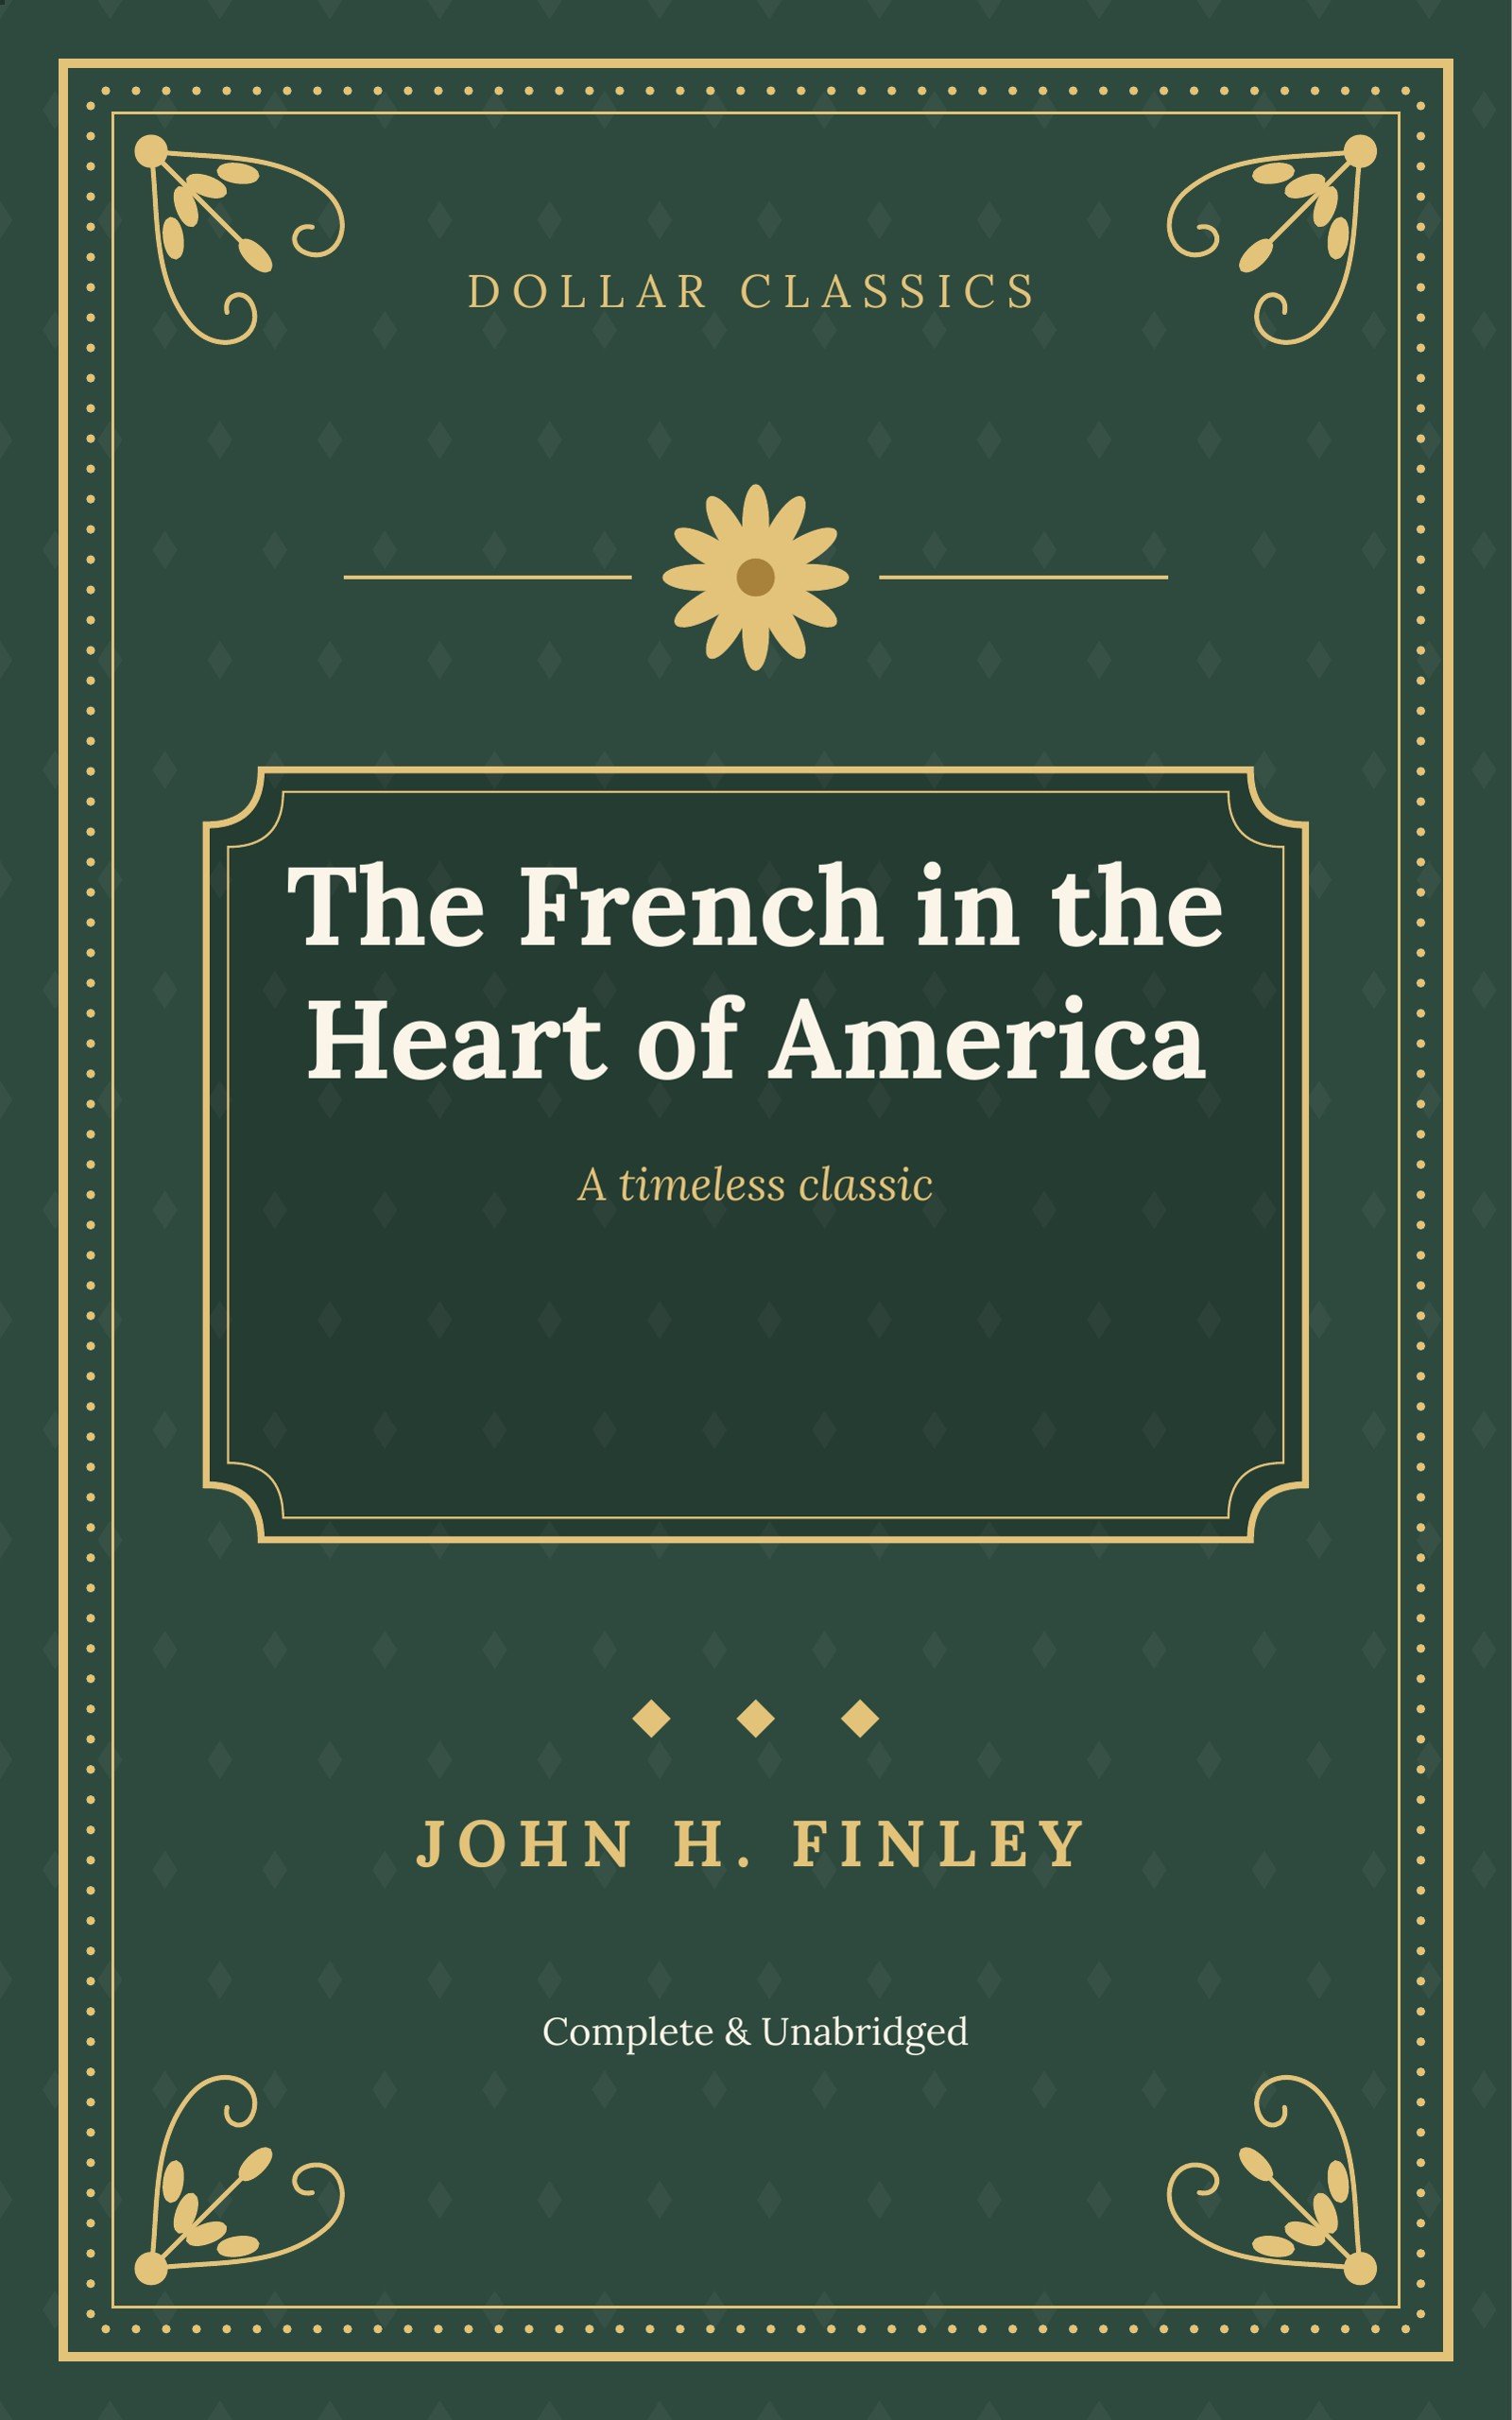 DOLLAR CLASSICS
The French in the
Heart of America
A timeless classic
JOHN H. FINLEY
Complete & Unabridged